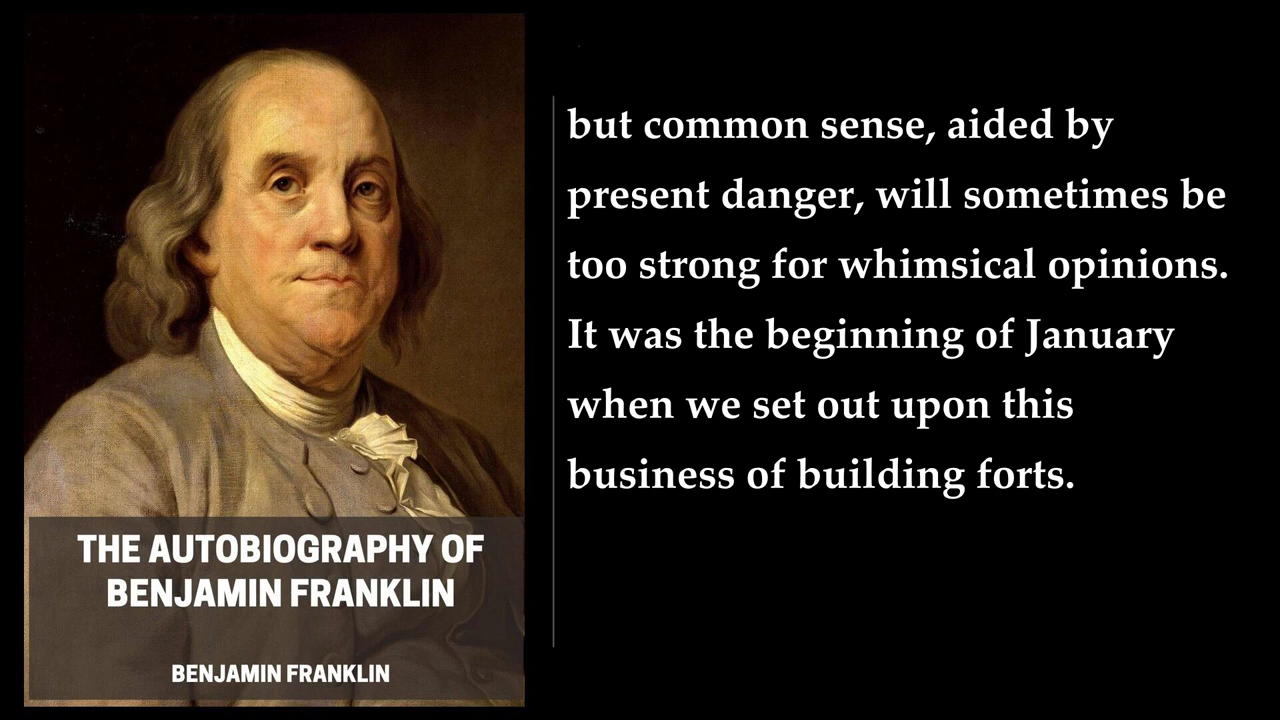 but common sense, aided by
present danger, will sometimes be
too strong for whimsical opinions.
It was the beginning of January
when we set out upon this
business of building forts.
THE AUTOBIOGRAPHY OF
BENJAMIN FRANKLIN
BENJAMIN FRANKLIN